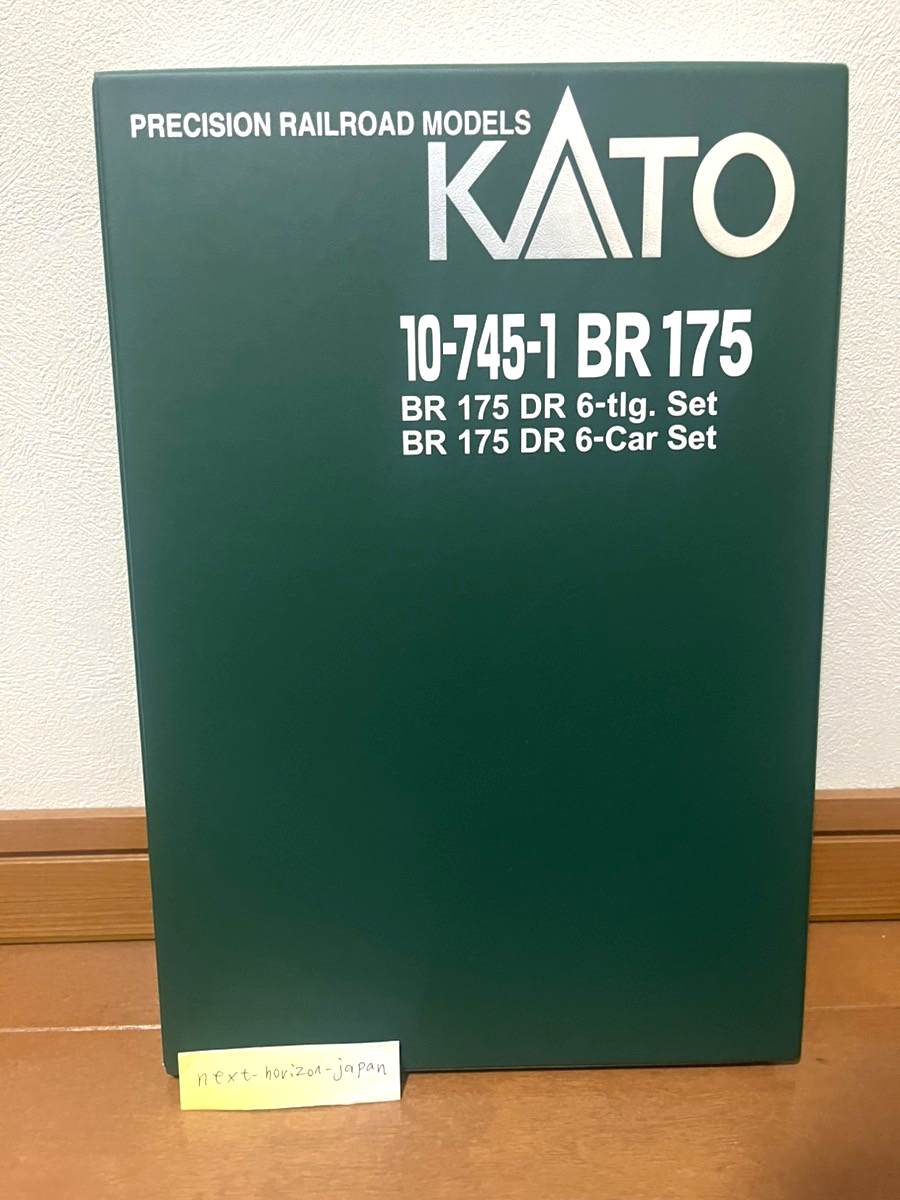 PRECISION RAILROAD MODELS
KATO
10-745-1 BR 175
BR 175 DR 6-tlg. Set
BR 175 DR 6-Car Set
next-horizon-japan